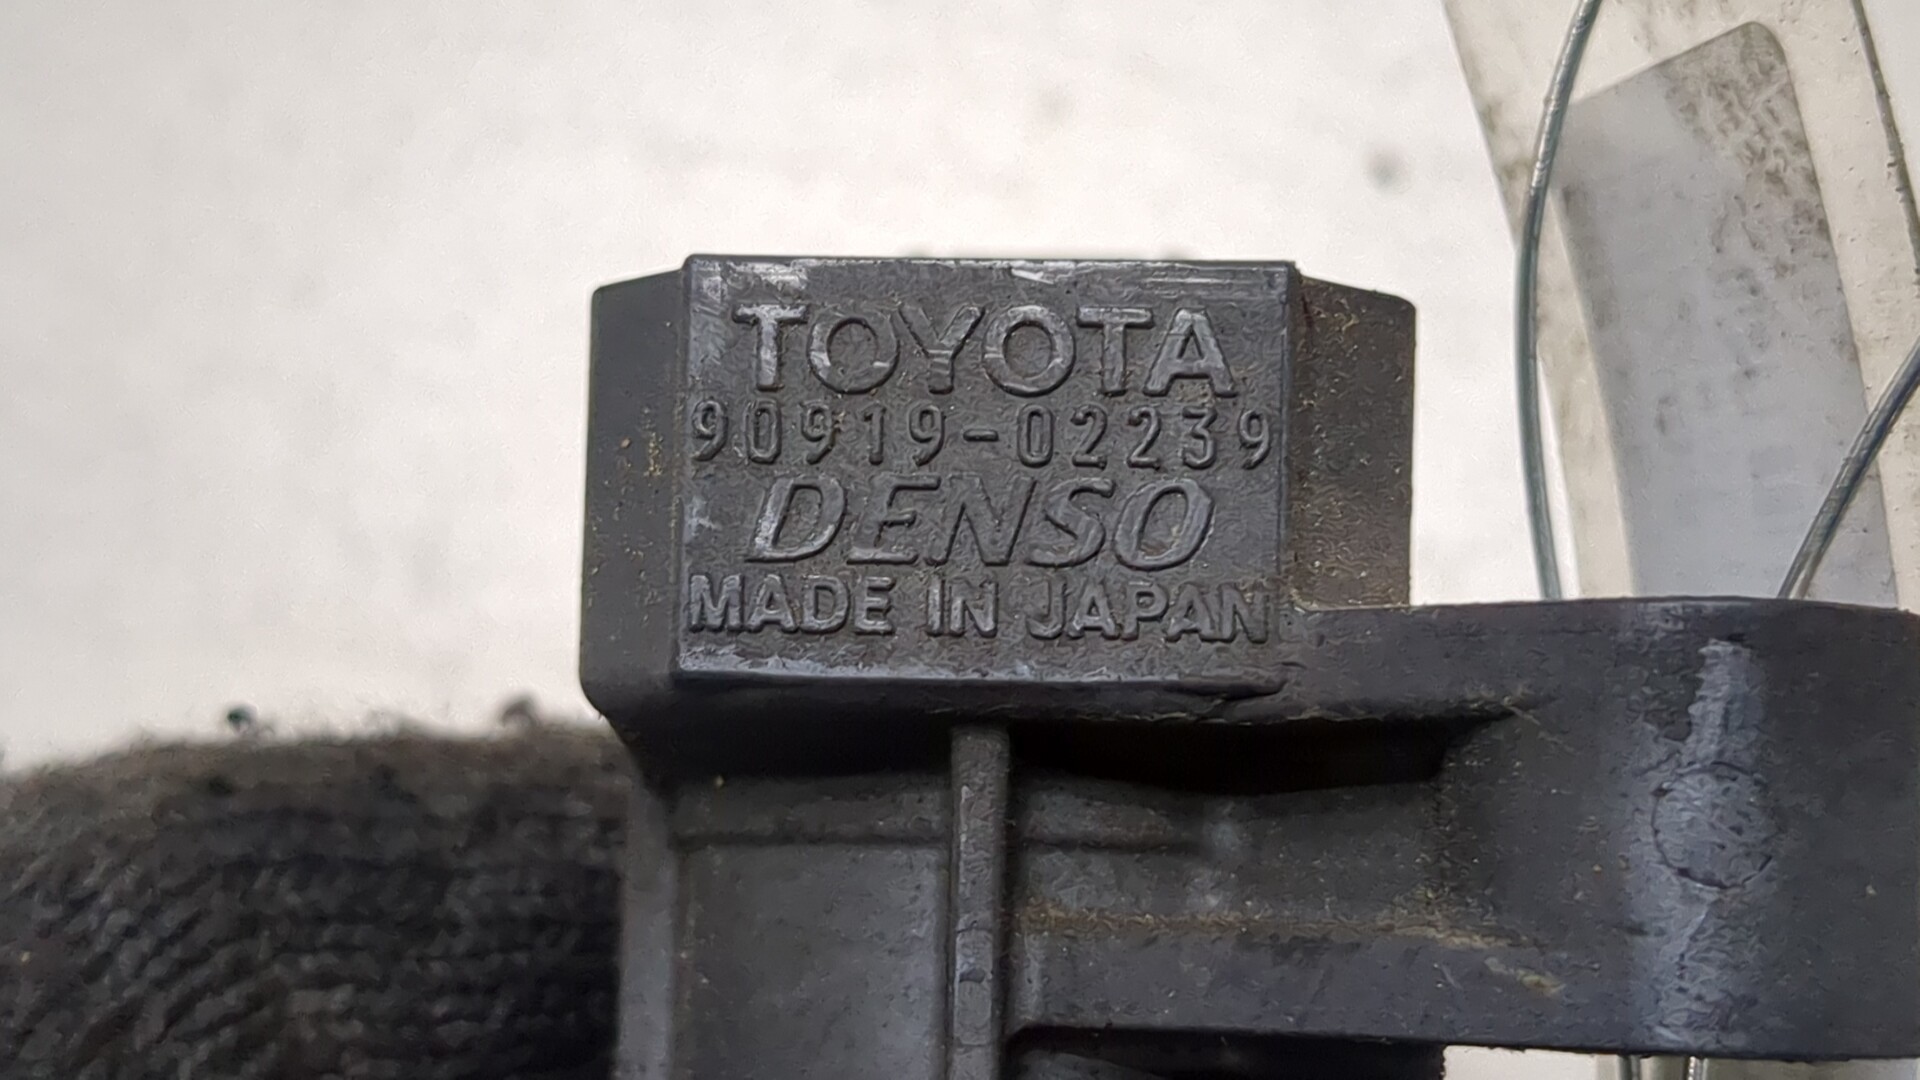 TOYOTA
90919-02239
DENSO
MADE IN JAPAN